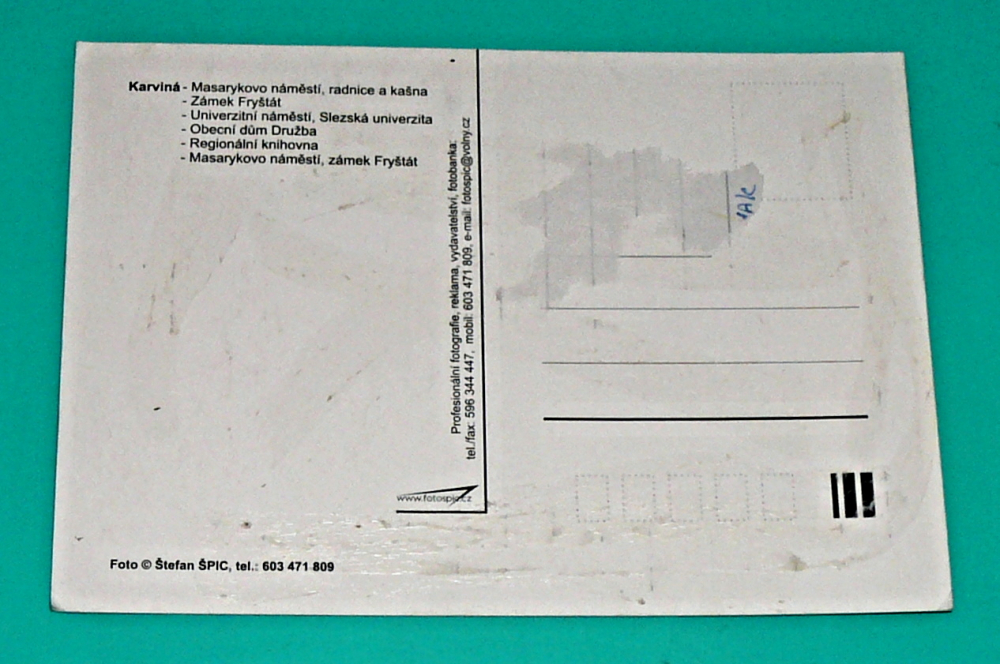 Karviná - Masarykovo náměstí, radnice a kašna
- Zámek Fryštát
- Univerzitní náměstí, Slezská univerzita
- Obecní dům Družba
- Regionální knihovna
- Masarykovo náměstí, zámek Fryštát
Profesionální fotografie, reklama, vydavatelství, fotobanka:
tel./fax: 596 344 447, mobil: 603 471 809, e-mail: fotospic@volny.cz
www.fotospic.cz
Foto © Štefan ŠPIC, tel.: 603 471 809